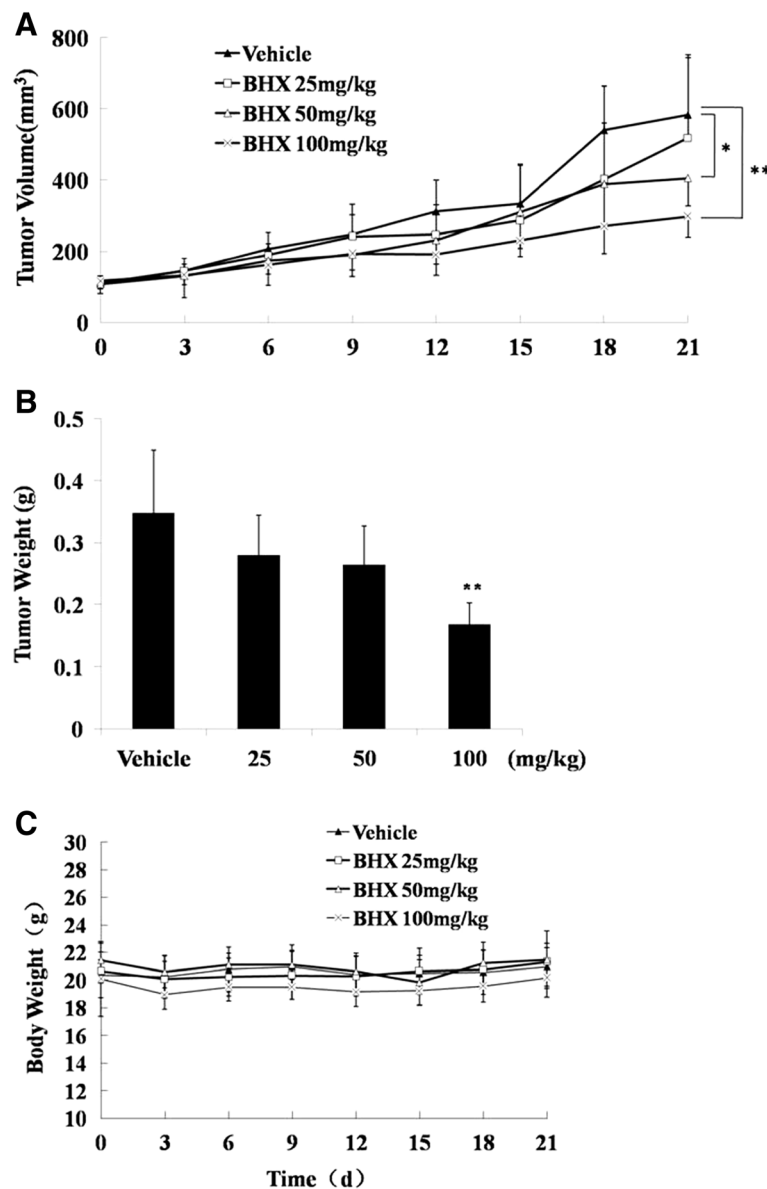 A
800
600
400
200
0
Tumor Volume(mm³)
Vehicle
BHX 25mg/kg
BHX 50mg/kg
BHX 100mg/kg
*
**
0 3 6 9 12 15 18 21
B
0.5
0.4
0.3
0.2
0.1
0
Tumor Weight (g)
**
Vehicle 25 50 100 (mg/kg)
C
30
28
26
24
22
20
18
16
14
12
10
Body Weight (g)
Vehicle
BHX 25mg/kg
BHX 50mg/kg
BHX 100mg/kg
0 3 6 9 12 15 18 21
Time (d)